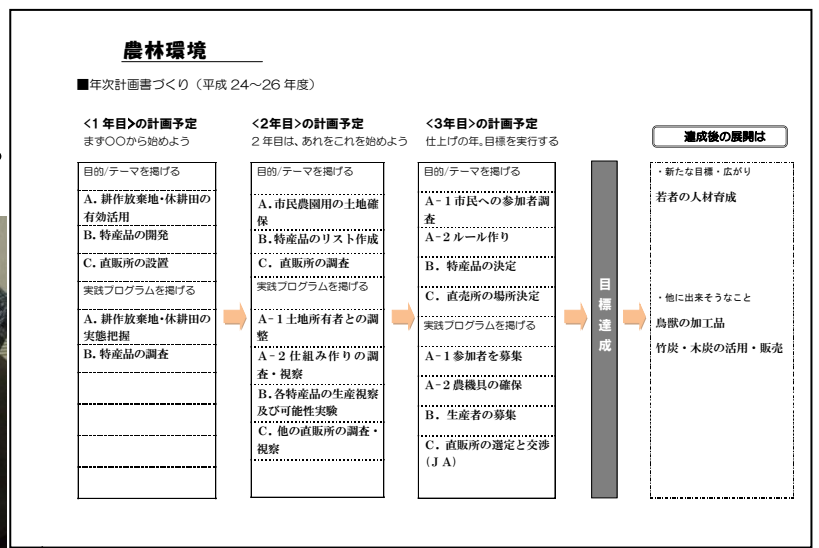 農林環境
■年次計画書づくり（平成 24～26 年度）
<1 年目>の計画予定
まず〇〇から始めよう
目的/テーマを掲げる
A. 耕作放棄地・休耕田の
有効活用
B. 特産品の開発
C. 直販所の設置
実践プログラムを掲げる
A. 耕作放棄地・休耕田の
実態把握
B. 特産品の調査
<2年目>の計画予定
2 年目は、あれをこれを始めよう
目的/テーマを掲げる
A. 市民農園用の土地確
保
B. 特産品のリスト作成
C. 直販所の調査
実践プログラムを掲げる
A-1 土地所有者との調
整
A-2 仕組み作りの調
査・視察
B. 各特産品の生産視察
及び可能性実験
C. 他の直販所の調査・
視察
<3年目>の計画予定
仕上げの年。目標を実行する
目的/テーマを掲げる
A-1 市民への参加者調
査
A-2 ルール作り
B. 特産品の決定
C. 直売所の場所決定
実践プログラムを掲げる
A-1 参加者を募集
A-2 農機具の確保
B. 生産者の募集
C. 直販所の選定と交渉
(JA)
目標達成
達成後の展開は
・新たな目標・広がり
若者の人材育成
・他に出来そうなこと
鳥獣の加工品
竹炭・木炭の活用・販売